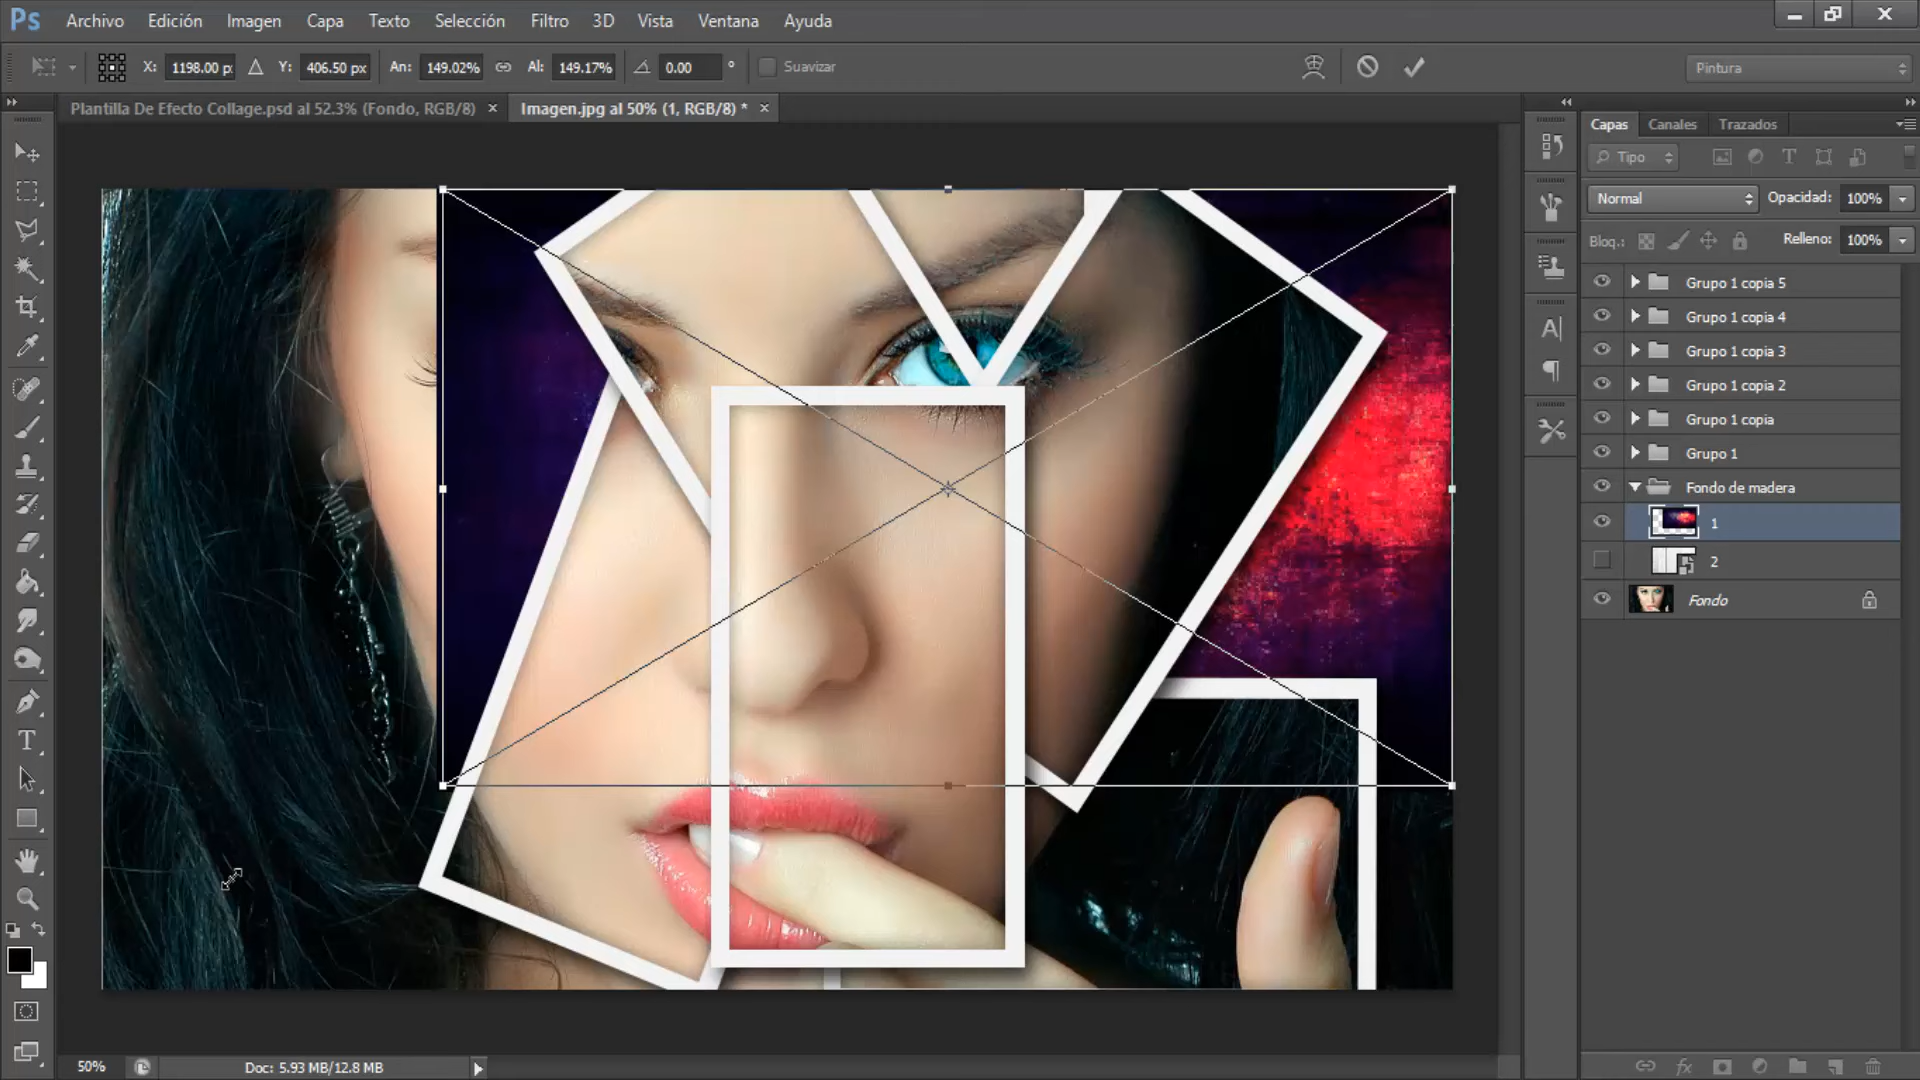 Ps Archivo Edición Imagen Capa Texto Selección Filtro 3D Vista Ventana Ayuda
X: 1198.00 p: Y: 406.50 px An: 149.02% Al: 149.17% 0.00 ° Suavizar Pintura
Plantilla De Efecto Collage.psd al 52.3% (Fondo, RGB/8) × Imagen.jpg al 50% (1, RGB/8) * ×
Capas Canales Trazados
Tipo
Normal Opacidad: 100%
Bloq.: Relleno: 100%
Grupo 1 copia 5
Grupo 1 copia 4
Grupo 1 copia 3
Grupo 1 copia 2
Grupo 1 copia
Grupo 1
Fondo de madera
1
2
Fondo
50% Doc: 5.93 MB/12.8 MB